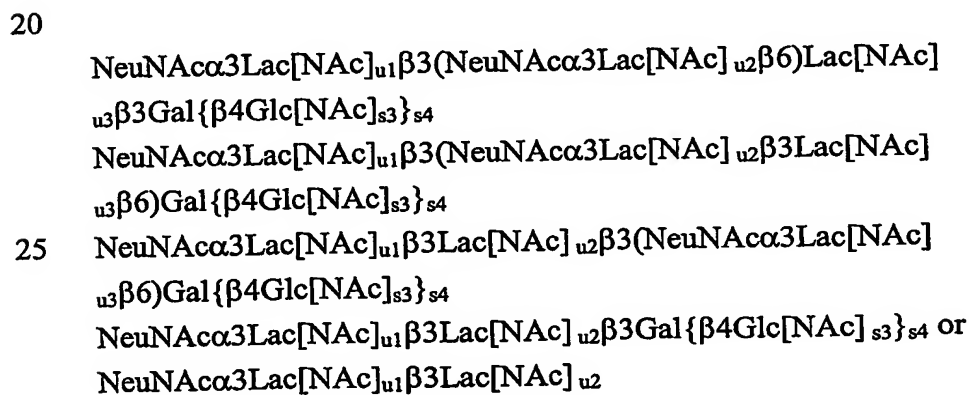 20
NeuNAcα3Lac[NAc]u1β3(NeuNAcα3Lac[NAc] u2β6)Lac[NAc]
u3β3Gal{β4Glc[NAc]s3}s4
NeuNAcα3Lac[NAc]u1β3(NeuNAcα3Lac[NAc] u2β3Lac[NAc]
u3β6)Gal{β4Glc[NAc]s3}s4
25 NeuNAcα3Lac[NAc]u1β3Lac[NAc] u2β3(NeuNAcα3Lac[NAc]
u3β6)Gal{β4Glc[NAc]s3}s4
NeuNAcα3Lac[NAc]u1β3Lac[NAc] u2β3Gal{β4Glc[NAc] s3}s4 or
NeuNAcα3Lac[NAc]u1β3Lac[NAc] u2